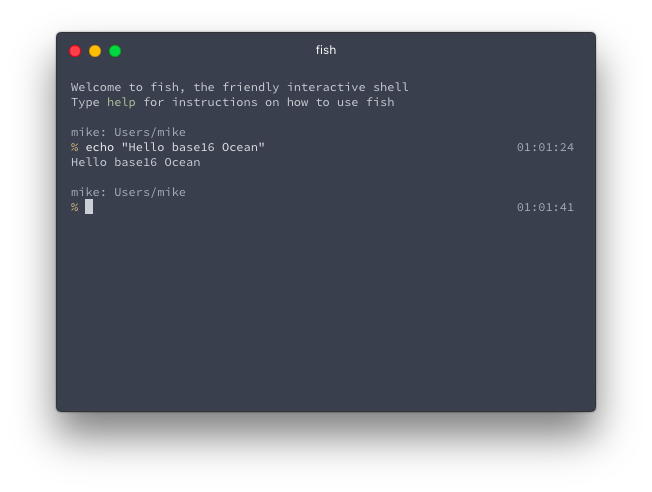 fish
Welcome to fish, the friendly interactive shell
Type help for instructions on how to use fish
mike: Users/mike
% echo "Hello base16 Ocean" 01:01:24
Hello base16 Ocean
mike: Users/mike
% 01:01:41